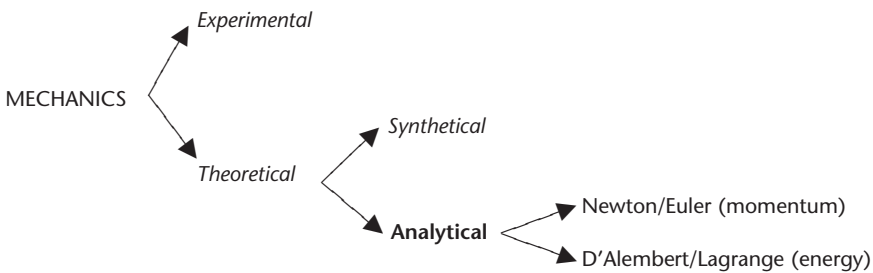 Experimental
MECHANICS
Synthetical
Theoretical
Newton/Euler (momentum)
Analytical
D’Alembert/Lagrange (energy)